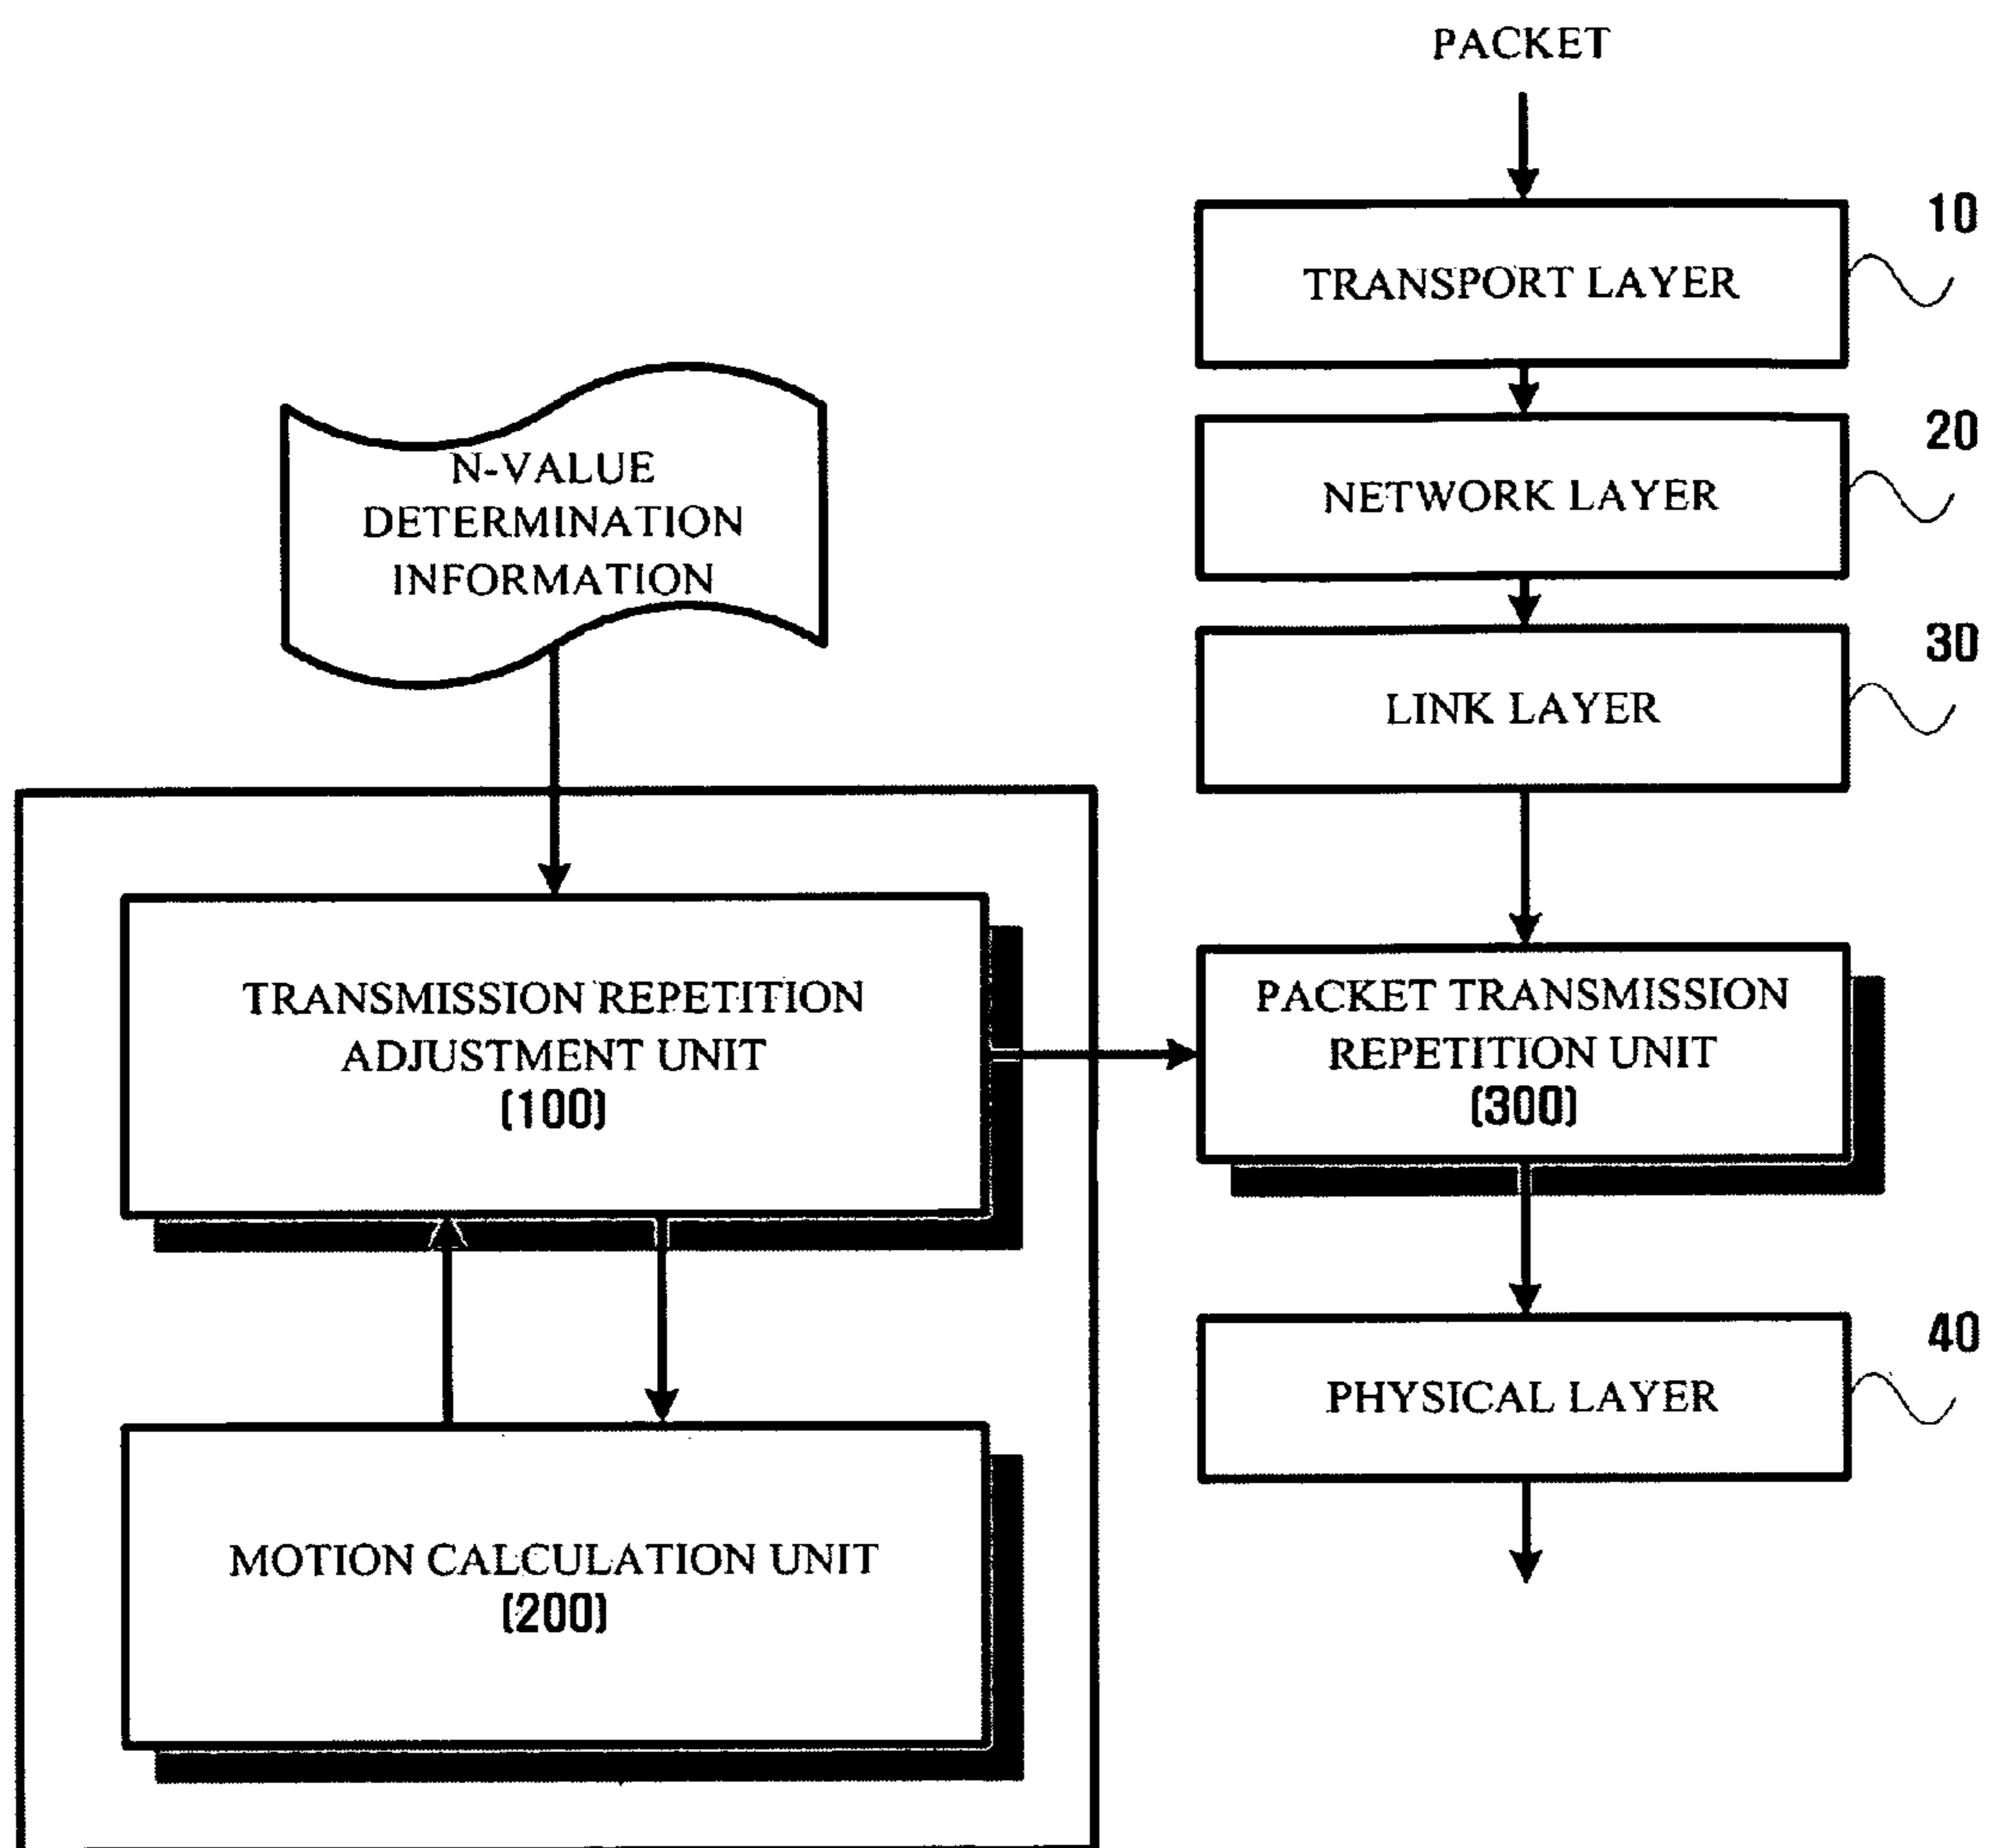 PACKET
10
TRANSPORT LAYER
20
NETWORK LAYER
30
LINK LAYER
N-VALUE
DETERMINATION
INFORMATION
TRANSMISSION REPETITION
ADJUSTMENT UNIT
(100)
PACKET TRANSMISSION
REPETITION UNIT
(300)
40
PHYSICAL LAYER
MOTION CALCULATION UNIT
(200)